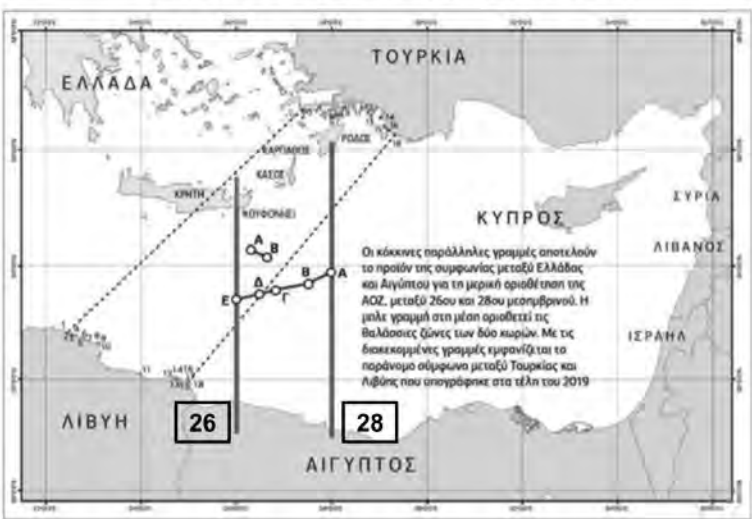 ΤΟΥΡΚΙΑ
ΕΛΛΑΔΑ
ΡΟΔΟΣ
ΚΑΡΠΑΘΟΣ
ΚΑΣΟΣ
ΚΡΗΤΗ
ΚΟΥΦΟΝΗΣΙ
ΣΥΡΙΑ
ΚΥΠΡΟΣ
ΛΙΒΑΝΟΣ
Α Β
Οι κόκκινες παράλληλες γραμμές αποτελούν
το προϊόν της συμφωνίας μεταξύ Ελλάδας
και Αιγύπτου για τη μερική οριοθέτηση της
ΑΟΖ, μεταξύ 26ου και 28ου μεσημβρινού. Η
μπλε γραμμή στη μέση οριοθετεί τις
θαλάσσιες ζώνες των δύο χωρών. Με τις
διακεκομμένες γραμμές εμφανίζεται το
παράνομο σύμφωνο μεταξύ Τουρκίας και
Λιβύης που υπογράφηκε στα τέλη του 2019
Ε Δ Γ Β Α
ΙΣΡΑΗΛ
ΛΙΒΥΗ
26
28
ΑΙΓΥΠΤΟΣ